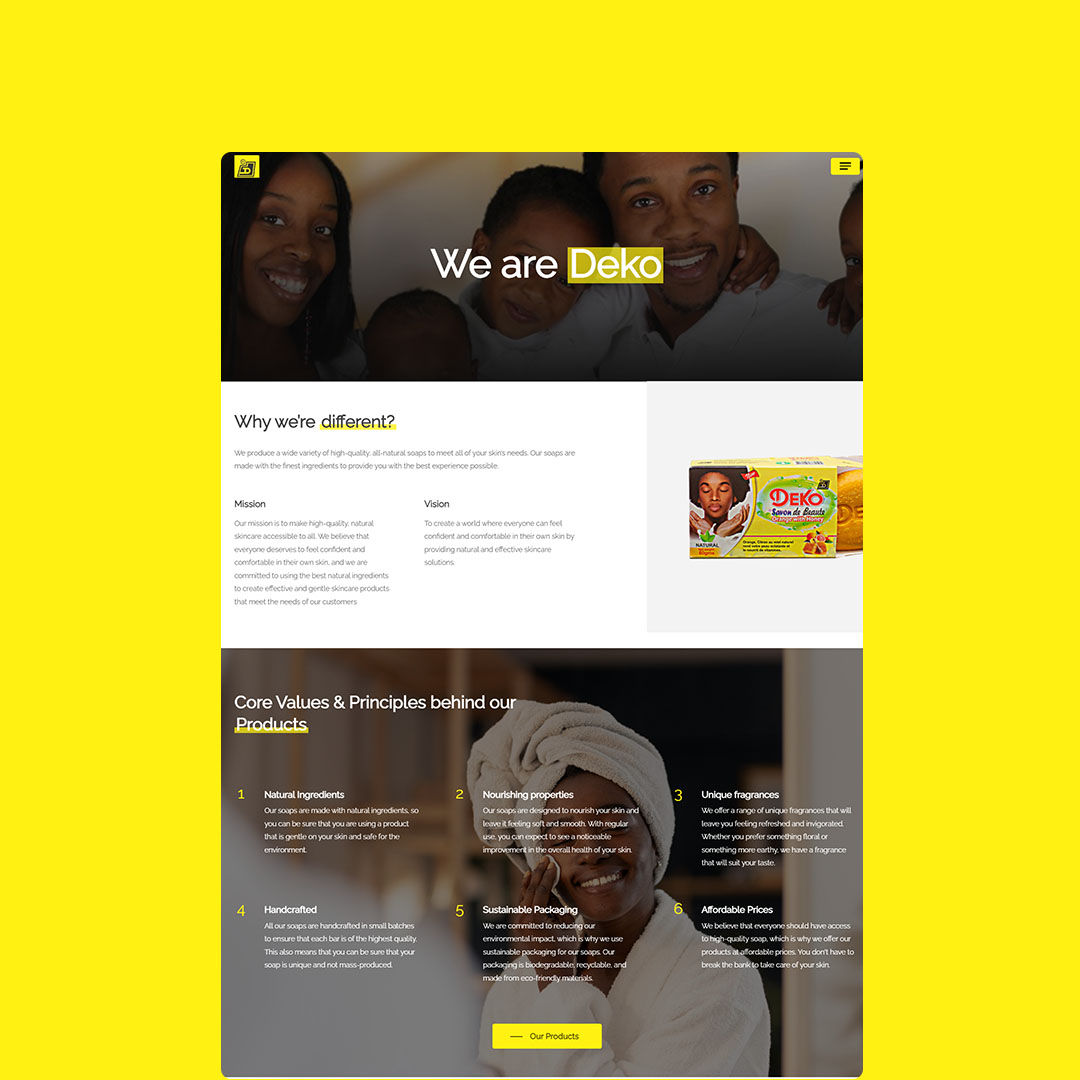 We are Deko
Why we're different?
We produce a wide variety of high-quality, all-natural soaps to meet all of your skin's needs. Our soaps are
made with the finest ingredients to provide you with the best experience possible.
Mission
Our mission is to make high-quality, natural
skincare accessible to all. We believe that
everyone deserves to feel confident and
comfortable in their own skin, and we are
committed to using the best natural ingredients
to create effective and gentle skincare products
that meet the needs of our customers
Vision
To create a world where everyone can feel
confident and comfortable in their own skin by
providing natural and effective skincare
solutions.
DEKO
Savon de Beauté
Orange with Honey
NATURAL
Core Values & Principles behind our
Products
1
Natural Ingredients
Our soaps are made with natural ingredients, so
you can be sure that you are using a product
that is gentle on your skin and safe for the
environment.
2
Nourishing properties
Our soaps are designed to nourish your skin and
leave it feeling soft and smooth. With regular
use, you can expect to see a noticeable
improvement in the overall health of your skin.
3
Unique fragrances
We offer a range of unique fragrances that will
leave you feeling refreshed and invigorated.
Whether you prefer something floral or
something more earthy, we have a fragrance
that will suit your taste.
4
Handcrafted
All our soaps are handcrafted in small batches
to ensure that each bar is of the highest quality.
This also means that you can be sure that your
soap is unique and not mass-produced.
5
Sustainable Packaging
We are committed to reducing our
environmental impact, which is why we use
sustainable packaging for our soaps. Our
packaging is biodegradable, recyclable, and
made from eco-friendly materials.
6
Affordable Prices
We believe that everyone should have access
to high-quality soap, which is why we offer our
products at affordable prices. You don't have to
break the bank to take care of your skin.
Our Products